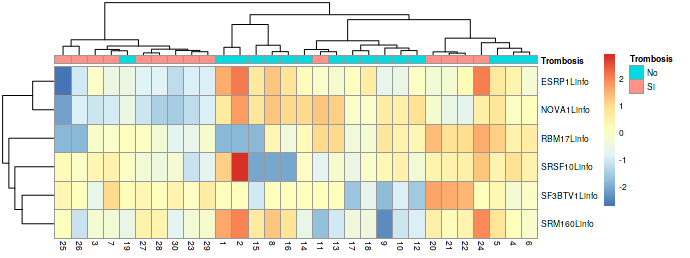 Trombosis
ESRP1Linfo
NOVA1Linfo
RBM17Linfo
SRSF10Linfo
SF3BTV1Linfo
SRM160Linfo
25 26 3 7 19 27 28 30 23 29 1 2 15 8 16 14 11 13 17 18 9 10 12 20 21 22 24 5 4 6
2
1
0
-1
-2
Trombosis
No
Si